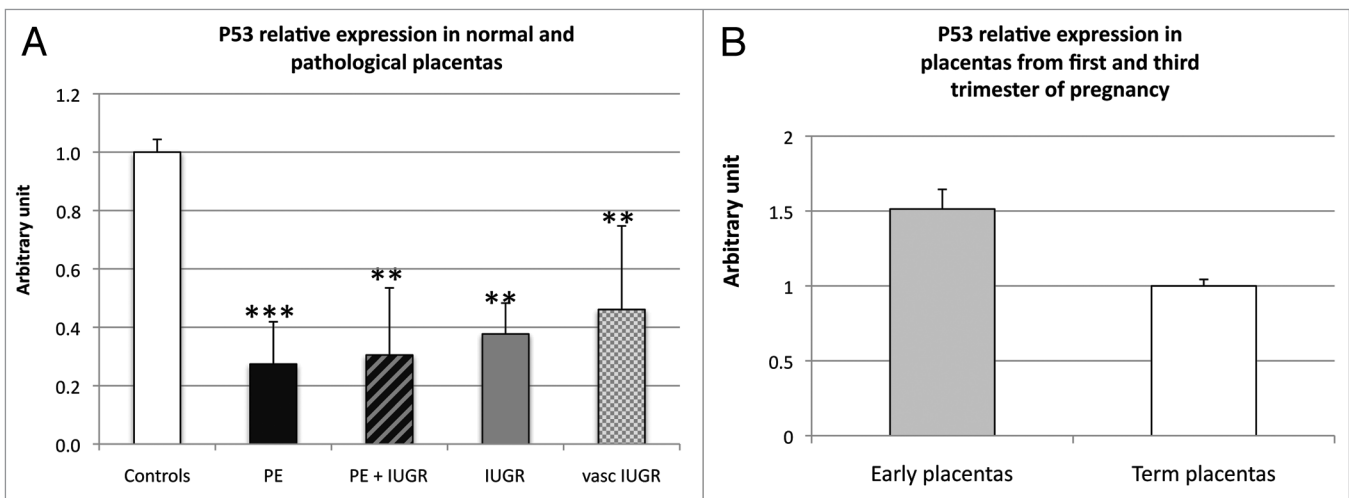 A
P53 relative expression in normal and
pathological placentas
Arbitrary unit
1.2
1.0
0.8
0.6
0.4
0.2
0.0
***
**
**
**
Controls PE PE + IUGR IUGR vasc IUGR
B
P53 relative expression in
placentas from first and third
trimester of pregnancy
Arbitrary unit
2
1.5
1
0.5
0
Early placentas Term placentas